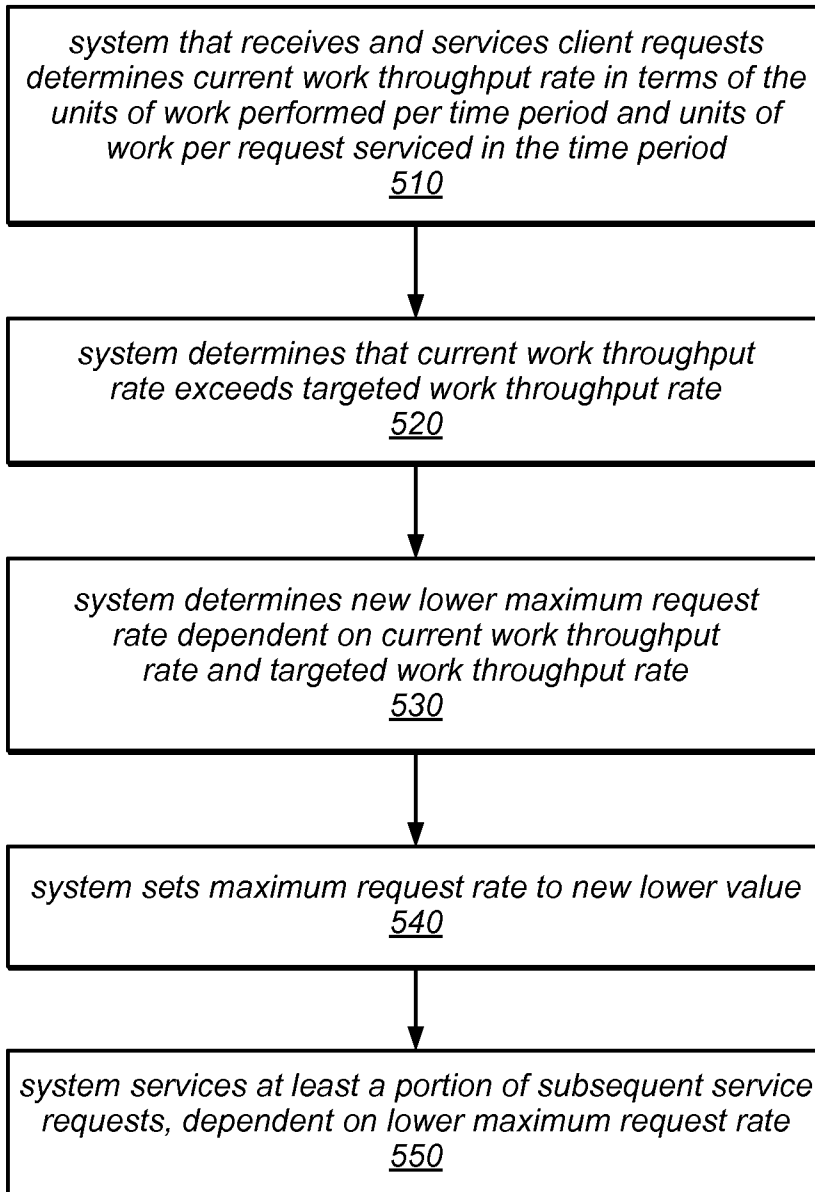 system that receives and services client requests
determines current work throughput rate in terms of the
units of work performed per time period and units of
work per request serviced in the time period
510
system determines that current work throughput
rate exceeds targeted work throughput rate
520
system determines new lower maximum request
rate dependent on current work throughput
rate and targeted work throughput rate
530
system sets maximum request rate to new lower value
540
system services at least a portion of subsequent service
requests, dependent on lower maximum request rate
550